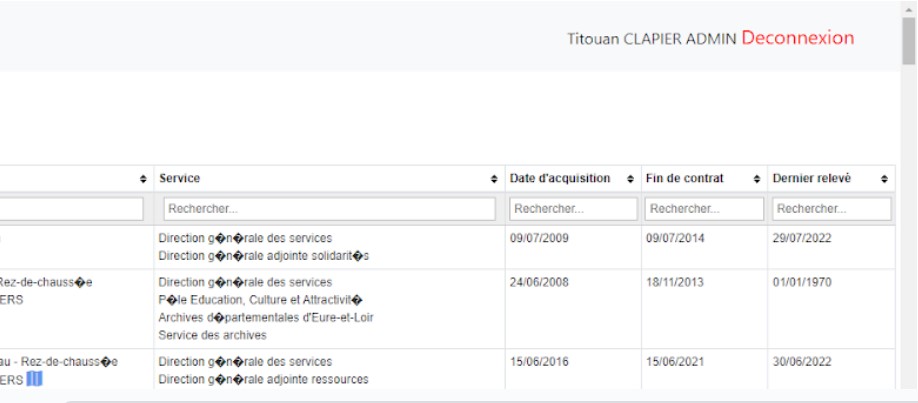 Titouan CLAPIER ADMIN Deconnexion
Service Date d'acquisition Fin de contrat Dernier relevé
Rechercher... Rechercher... Rechercher... Rechercher...
Direction g�n�rale des services 09/07/2009 09/07/2014 29/07/2022
Direction g�n�rale adjointe solidarit�s
Rez-de-chauss�e Direction g�n�rale des services 24/06/2008 18/11/2013 01/01/1970
ERS P�le Education, Culture et Attractivit�
Archives d�partementales d'Eure-et-Loir
Service des archives
au - Rez-de-chauss�e Direction g�n�rale des services 15/06/2016 15/06/2021 30/06/2022
ERS Direction g�n�rale adjointe ressources